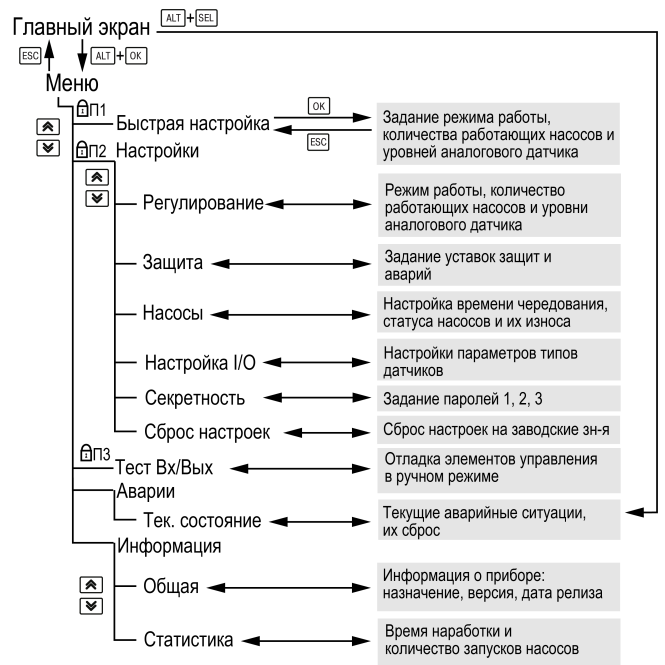 Главный экран
ALT+SEL
ESC
ALT+OK
Меню
П1
Быстрая настройка
OK
ESC
Задание режима работы,
количества работающих насосов и
уровней аналогового датчика
П2 Настройки
Регулирование
Режим работы, количество
работающих насосов и уровни
аналогового датчика
Защита
Задание уставок защит и
аварий
Насосы
Настройка времени чередования,
статуса насосов и их износа
Настройка I/O
Настройки параметров типов
датчиков
Секретность
Задание паролей 1, 2, 3
Сброс настроек
Сброс настроек на заводские зн-я
П3
Тест Вх/Вых
Отладка элементов управления
в ручном режиме
Аварии
Тек. состояние
Текущие аварийные ситуации,
их сброс
Информация
Общая
Информация о приборе:
назначение, версия, дата релиза
Статистика
Время наработки и
количество запусков насосов